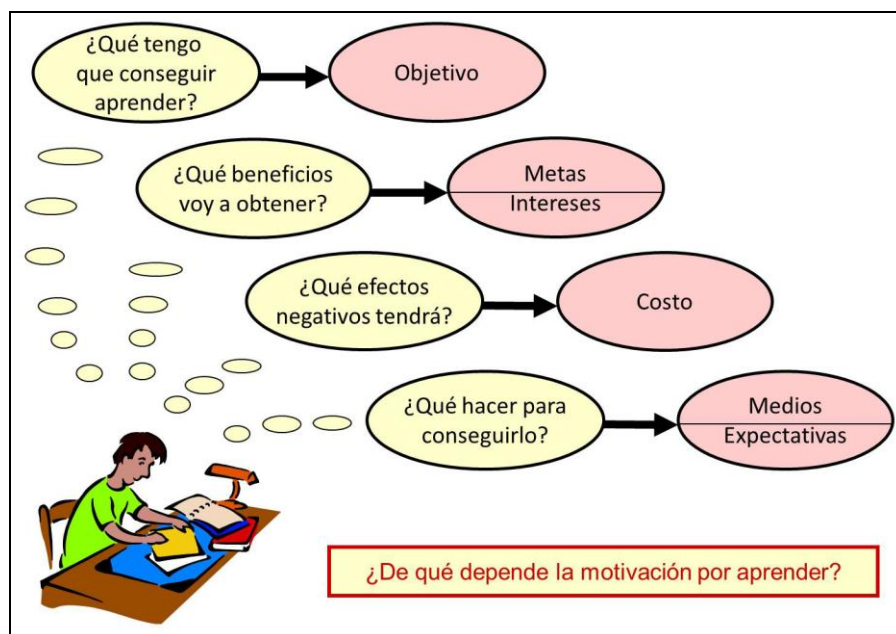 ¿Qué tengo
que conseguir
aprender?
Objetivo
¿Qué beneficios
voy a obtener?
Metas
Intereses
¿Qué efectos
negativos tendrá?
Costo
¿Qué hacer para
conseguirlo?
Medios
Expectativas
¿De qué depende la motivación por aprender?